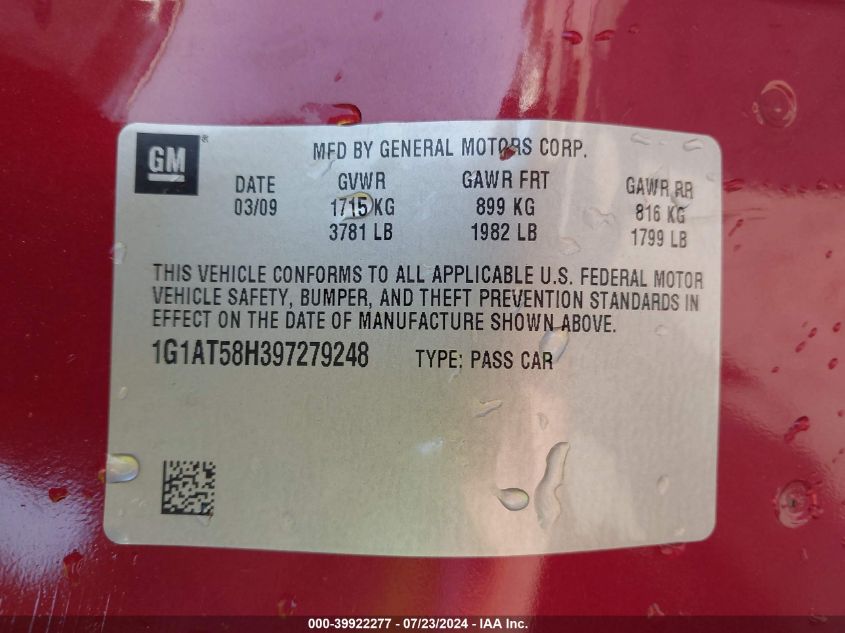 GM ®
MFD BY GENERAL MOTORS CORP.
DATE GVWR GAWR FRT GAWR RR
03/09 1715 KG 899 KG 816 KG
3781 LB 1982 LB 1799 LB
THIS VEHICLE CONFORMS TO ALL APPLICABLE U.S. FEDERAL MOTOR
VEHICLE SAFETY, BUMPER, AND THEFT PREVENTION STANDARDS IN
EFFECT ON THE DATE OF MANUFACTURE SHOWN ABOVE.
1G1AT58H397279248 TYPE: PASS CAR
000-39922277 - 07/23/2024 - IAA Inc.